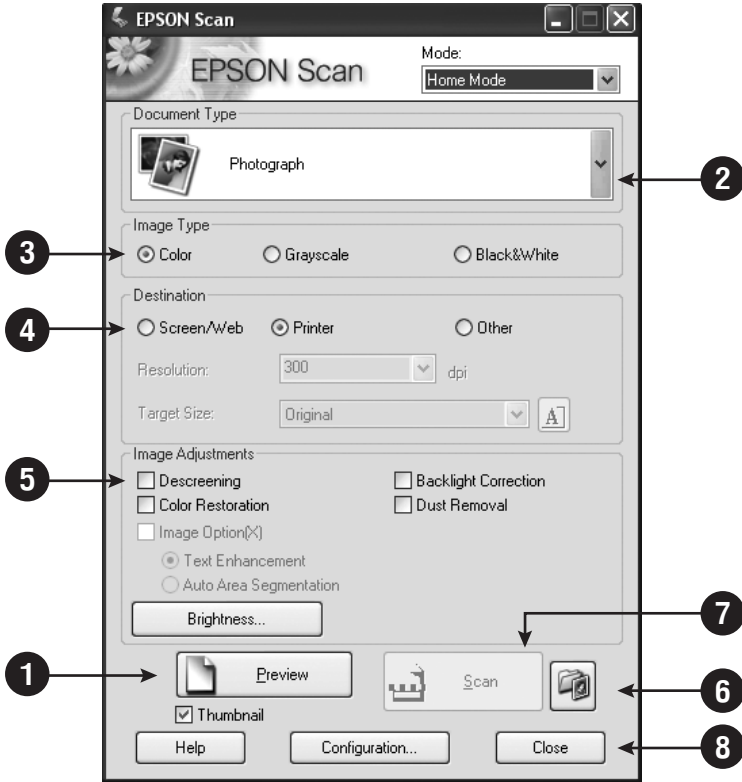 EPSON Scan
EPSON Scan
Mode:
Home Mode
Document Type
Photograph
2
Image Type
3
Color Grayscale Black&White
Destination
4
Screen/Web Printer Other
Resolution: 300 dpi
Target Size: Original A
Image Adjustments
5
Descreening Backlight Correction
Color Restoration Dust Removal
Image Option(X)
Text Enhancement
Auto Area Segmentation
Brightness...
7
1
Preview Scan
6
Thumbnail
Help Configuration... Close
8